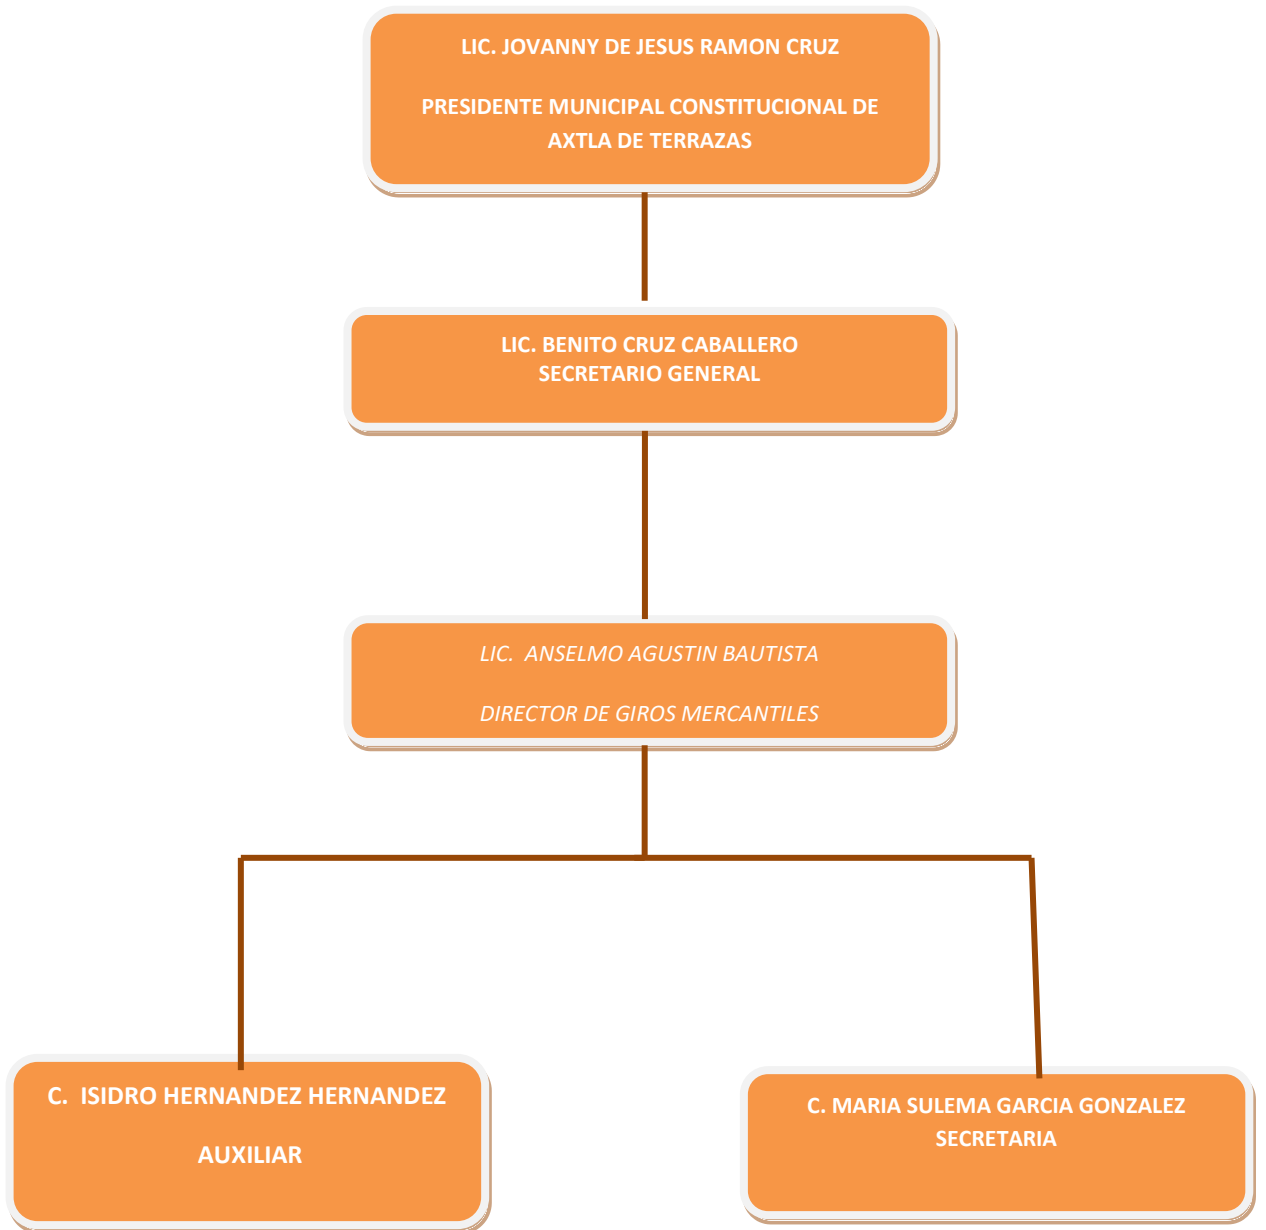 LIC. JOVANNY DE JESUS RAMON CRUZ
PRESIDENTE MUNICIPAL CONSTITUCIONAL DE
AXTLA DE TERRAZAS
LIC. BENITO CRUZ CABALLERO
SECRETARIO GENERAL
LIC.  ANSELMO AGUSTIN BAUTISTA
DIRECTOR DE GIROS MERCANTILES
C.  ISIDRO HERNANDEZ HERNANDEZ
AUXILIAR
C. MARIA SULEMA GARCIA GONZALEZ
SECRETARIA